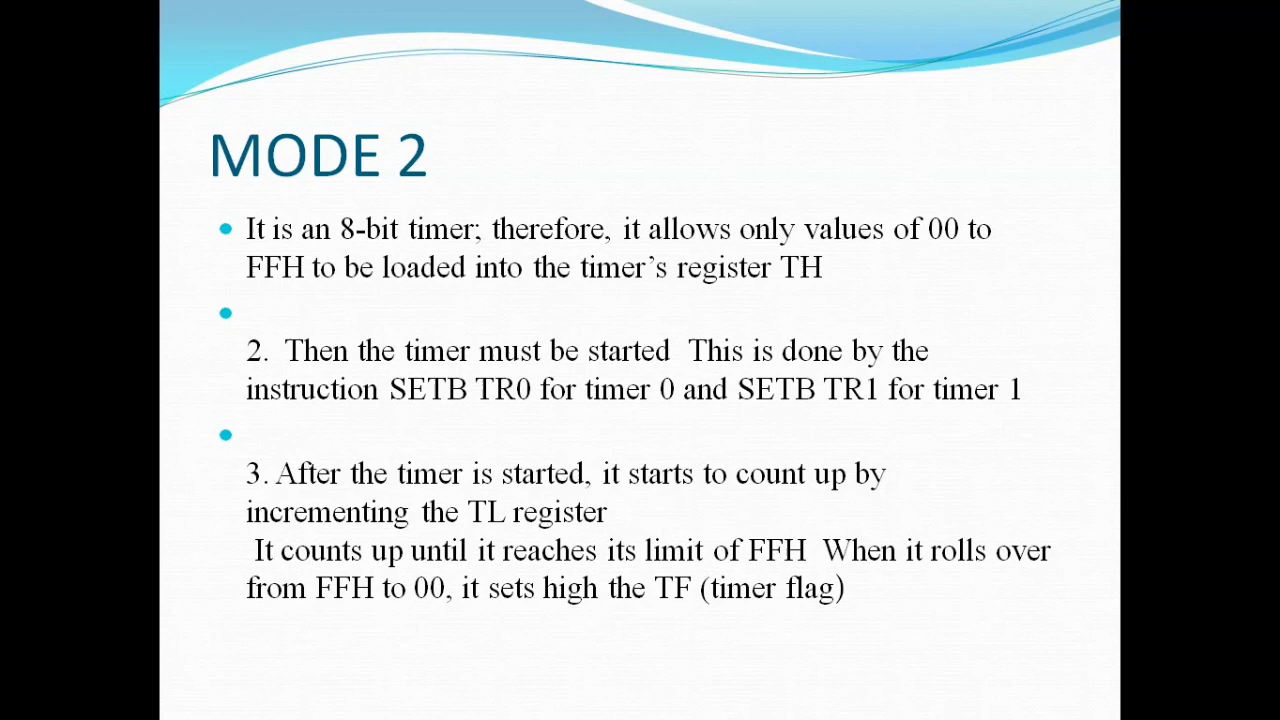 MODE 2
It is an 8-bit timer; therefore, it allows only values of 00 to
FFH to be loaded into the timer’s register TH
2.  Then the timer must be started  This is done by the
instruction SETB TR0 for timer 0 and SETB TR1 for timer 1
3. After the timer is started, it starts to count up by
incrementing the TL register
It counts up until it reaches its limit of FFH  When it rolls over
from FFH to 00, it sets high the TF (timer flag)